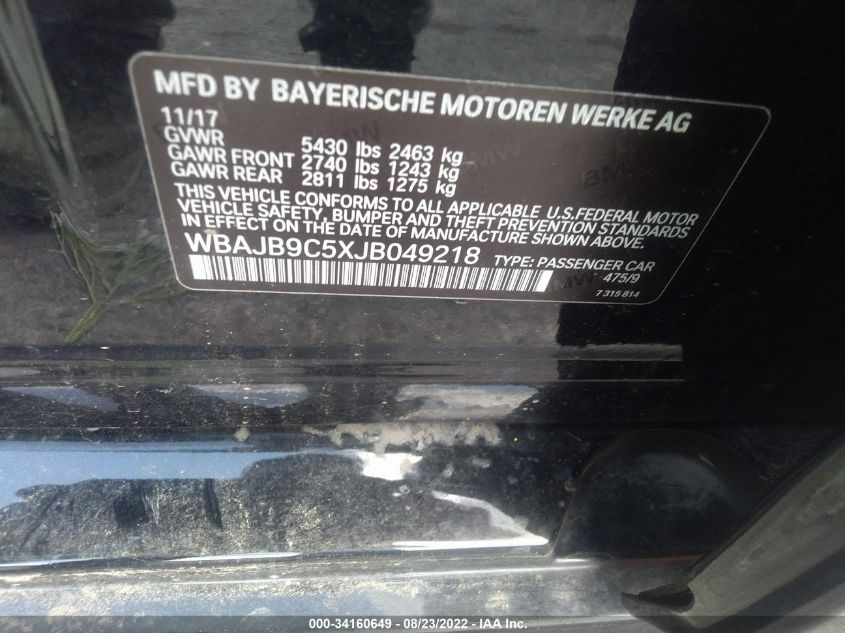 MFD BY BAYERISCHE MOTOREN WERKE AG
11/17
GVWR 5430 lbs 2463 kg
GAWR FRONT 2740 lbs 1243 kg
GAWR REAR 2811 lbs 1275 kg
THIS VEHICLE CONFORMS TO ALL APPLICABLE U.S.FEDERAL MOTOR
VEHICLE SAFETY, BUMPER AND THEFT PREVENTION STANDARDS
IN EFFECT ON THE DATE OF MANUFACTURE SHOWN ABOVE.
WBAJB9C5XJB049218 TYPE: PASSENGER CAR
475/9
7 315 814
000-34160649 - 08/23/2022 - IAA Inc.